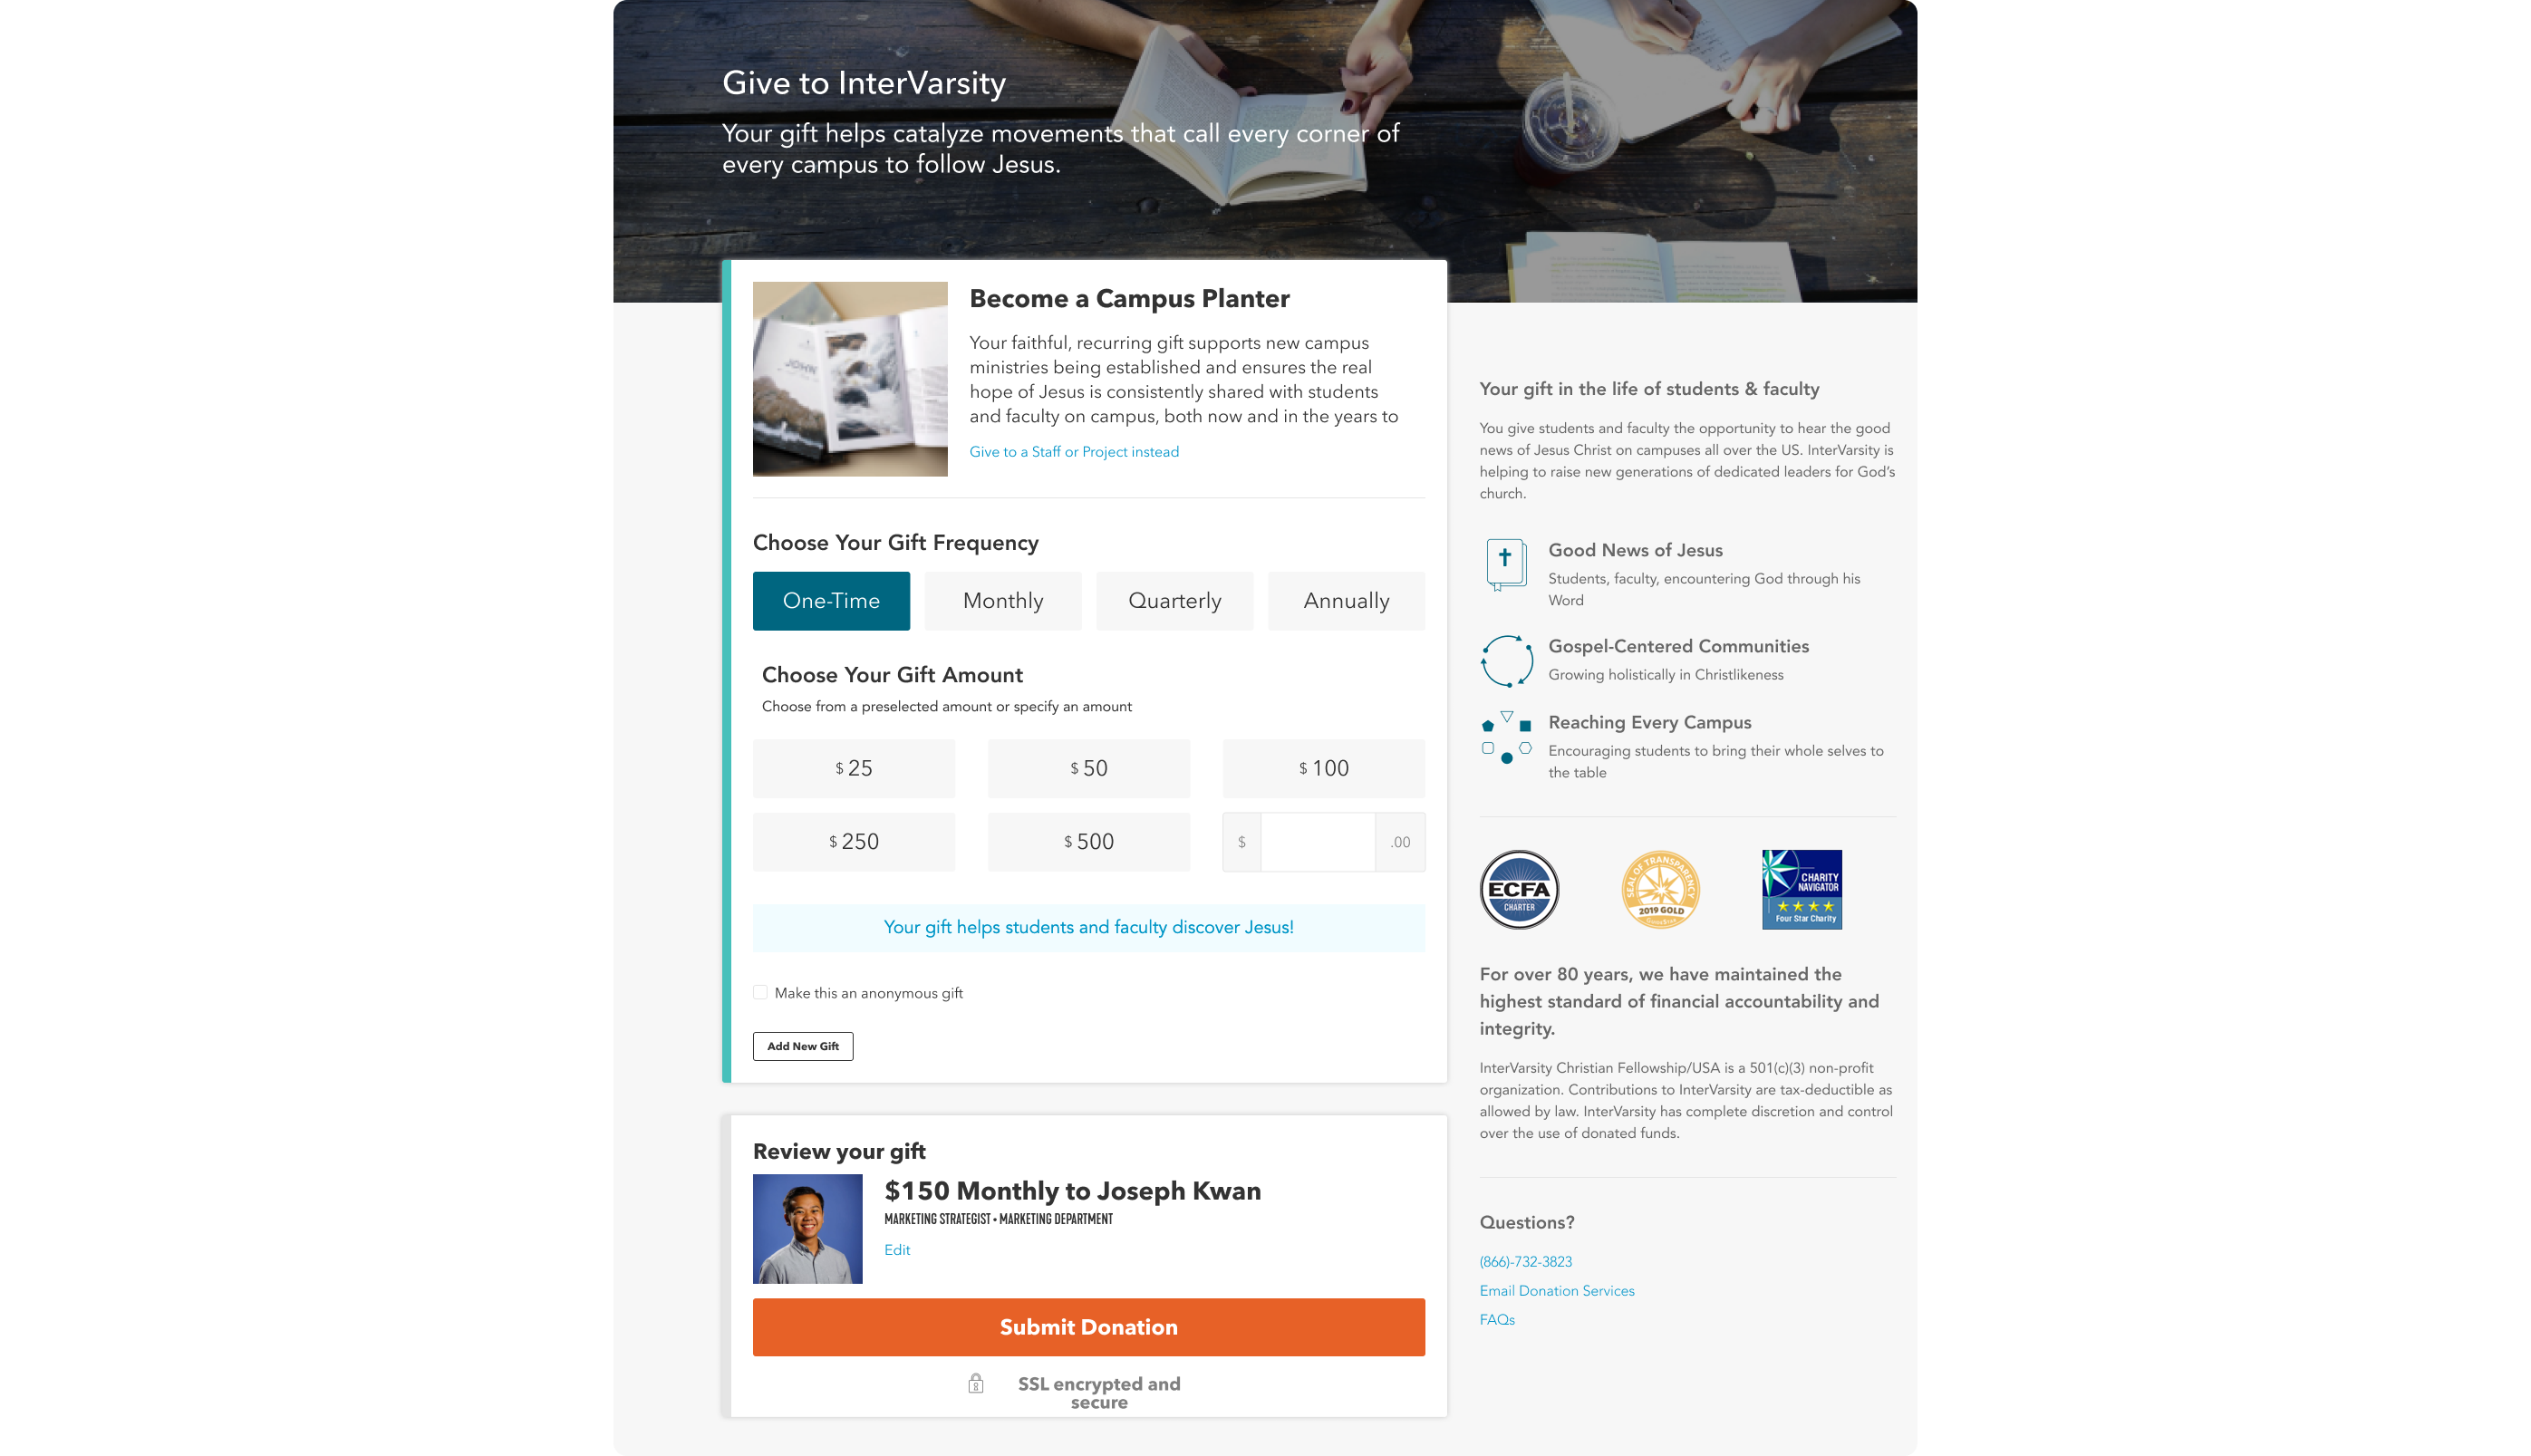 Give to InterVarsity
Your gift helps catalyze movements that call every corner of
every campus to follow Jesus.
Become a Campus Planter
Your faithful, recurring gift supports new campus
ministries being established and ensures the real
hope of Jesus is consistently shared with students
and faculty on campus, both now and in the years to
Give to a Staff or Project instead
JOHN
Choose Your Gift Frequency
One-Time
Monthly
Quarterly
Annually
Choose Your Gift Amount
Choose from a preselected amount or specify an amount
$ 25
$ 50
$ 100
$ 250
$ 500
$ .00
Your gift helps students and faculty discover Jesus!
Make this an anonymous gift
Add New Gift
Review your gift
$150 Monthly to Joseph Kwan
MARKETING STRATEGIST • MARKETING DEPARTMENT
Edit
Submit Donation
SSL encrypted and
secure
Your gift in the life of students & faculty
You give students and faculty the opportunity to hear the good
news of Jesus Christ on campuses all over the US. InterVarsity is
helping to raise new generations of dedicated leaders for God's
church.
Good News of Jesus
Students, faculty, encountering God through his
Word
Gospel-Centered Communities
Growing holistically in Christlikeness
Reaching Every Campus
Encouraging students to bring their whole selves to
the table
ECFA
CHARTER
SEAL OF TRANSPARENCY
2019 GOLD
CHARITY
NAVIGATOR
Four Star Charity
For over 80 years, we have maintained the
highest standard of financial accountability and
integrity.
InterVarsity Christian Fellowship/USA is a 501(c)(3) non-profit
organization. Contributions to InterVarsity are tax-deductible as
allowed by law. InterVarsity has complete discretion and control
over the use of donated funds.
Questions?
(866)-732-3823
Email Donation Services
FAQs